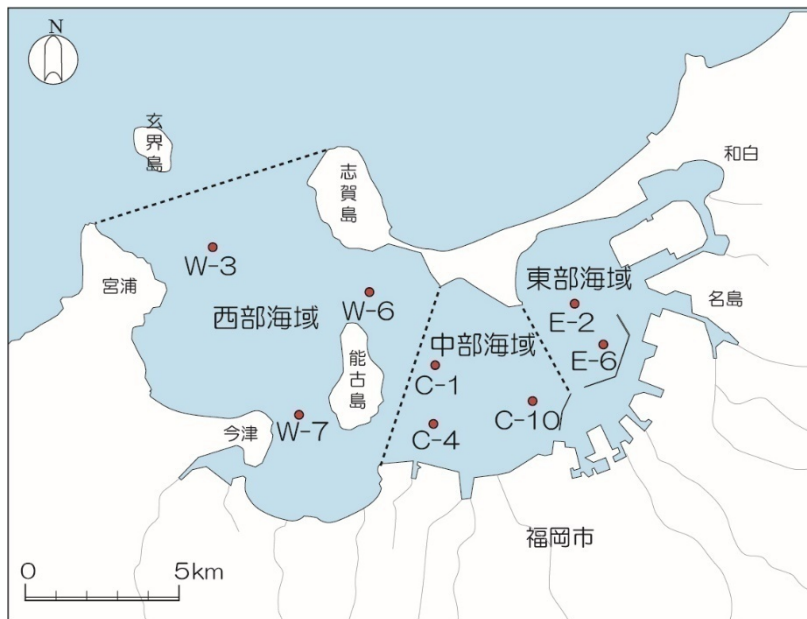 N
玄界島
志賀島
和白
宮浦
W-3
東部海域
名島
西部海域
W-6
E-2
中部海域
E-6
能古島
C-1
今津
W-7
C-4
C-10
福岡市
0 5km